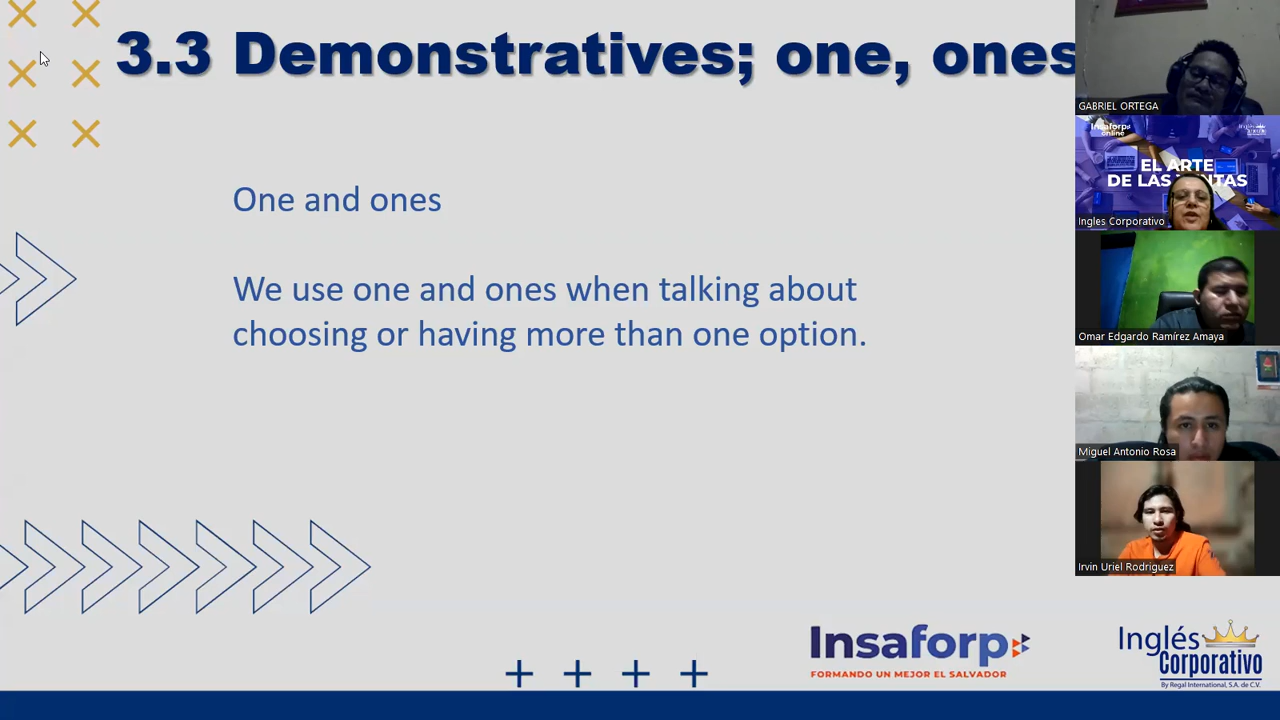 3.3 Demonstratives; one, ones
One and ones
We use one and ones when talking about
choosing or having more than one option.
GABRIEL ORTEGA
Insaforp
online
EL ARTE
DE LAS VENTAS
Ingles Corporativo
Omar Edgardo Ramírez Amaya
Miguel Antonio Rosa
Irvin Uriel Rodriguez
Insaforp
FORMANDO UN MEJOR EL SALVADOR
Inglés
Corporativo
By Regal International, S.A. de C.V.